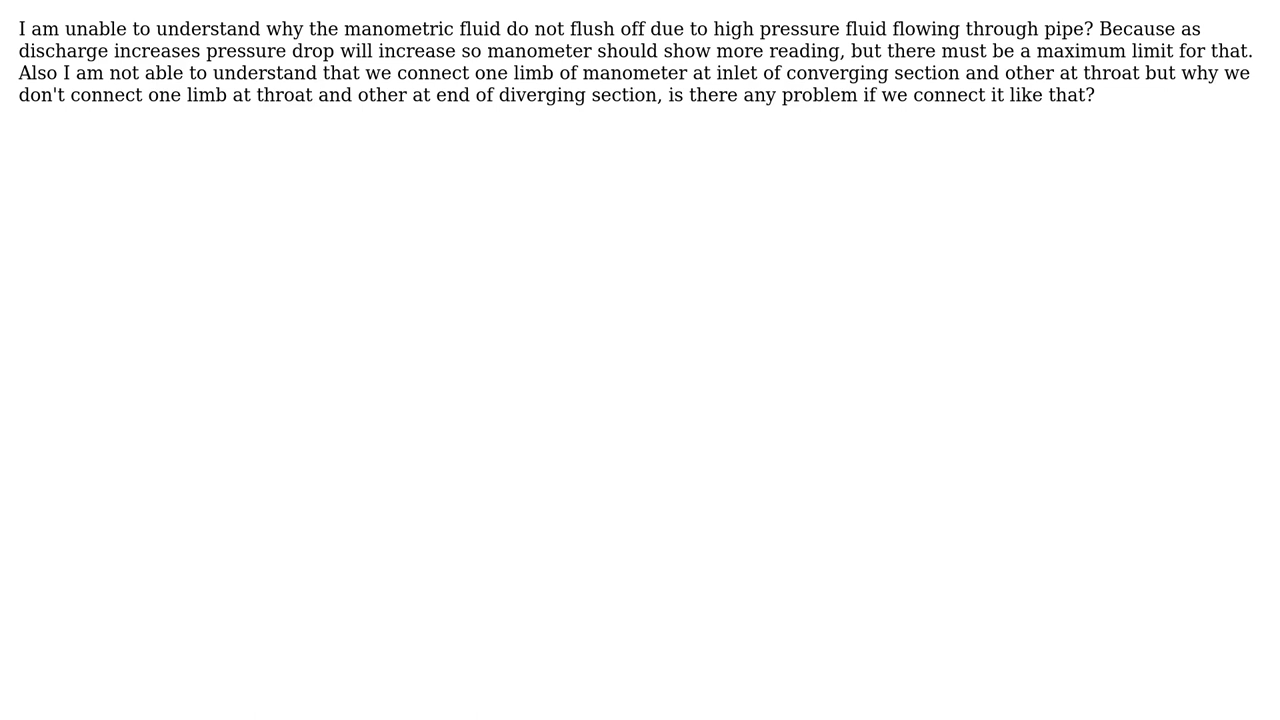 I am unable to understand why the manometric fluid do not flush off due to high pressure fluid flowing through pipe? Because as
discharge increases pressure drop will increase so manometer should show more reading, but there must be a maximum limit for that.
Also I am not able to understand that we connect one limb of manometer at inlet of converging section and other at throat but why we
don't connect one limb at throat and other at end of diverging section, is there any problem if we connect it like that?